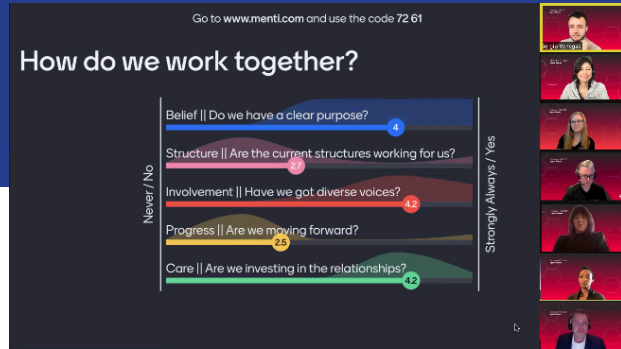 Go to www.menti.com and use the code 72 61
How do we work together?
Never / No
Strongly Always / Yes
Belief || Do we have a clear purpose?
4
Structure || Are the current structures working for us?
2.7
Involvement || Have we got diverse voices?
4.2
Progress || Are we moving forward?
2.5
Care || Are we investing in the relationships?
4.2